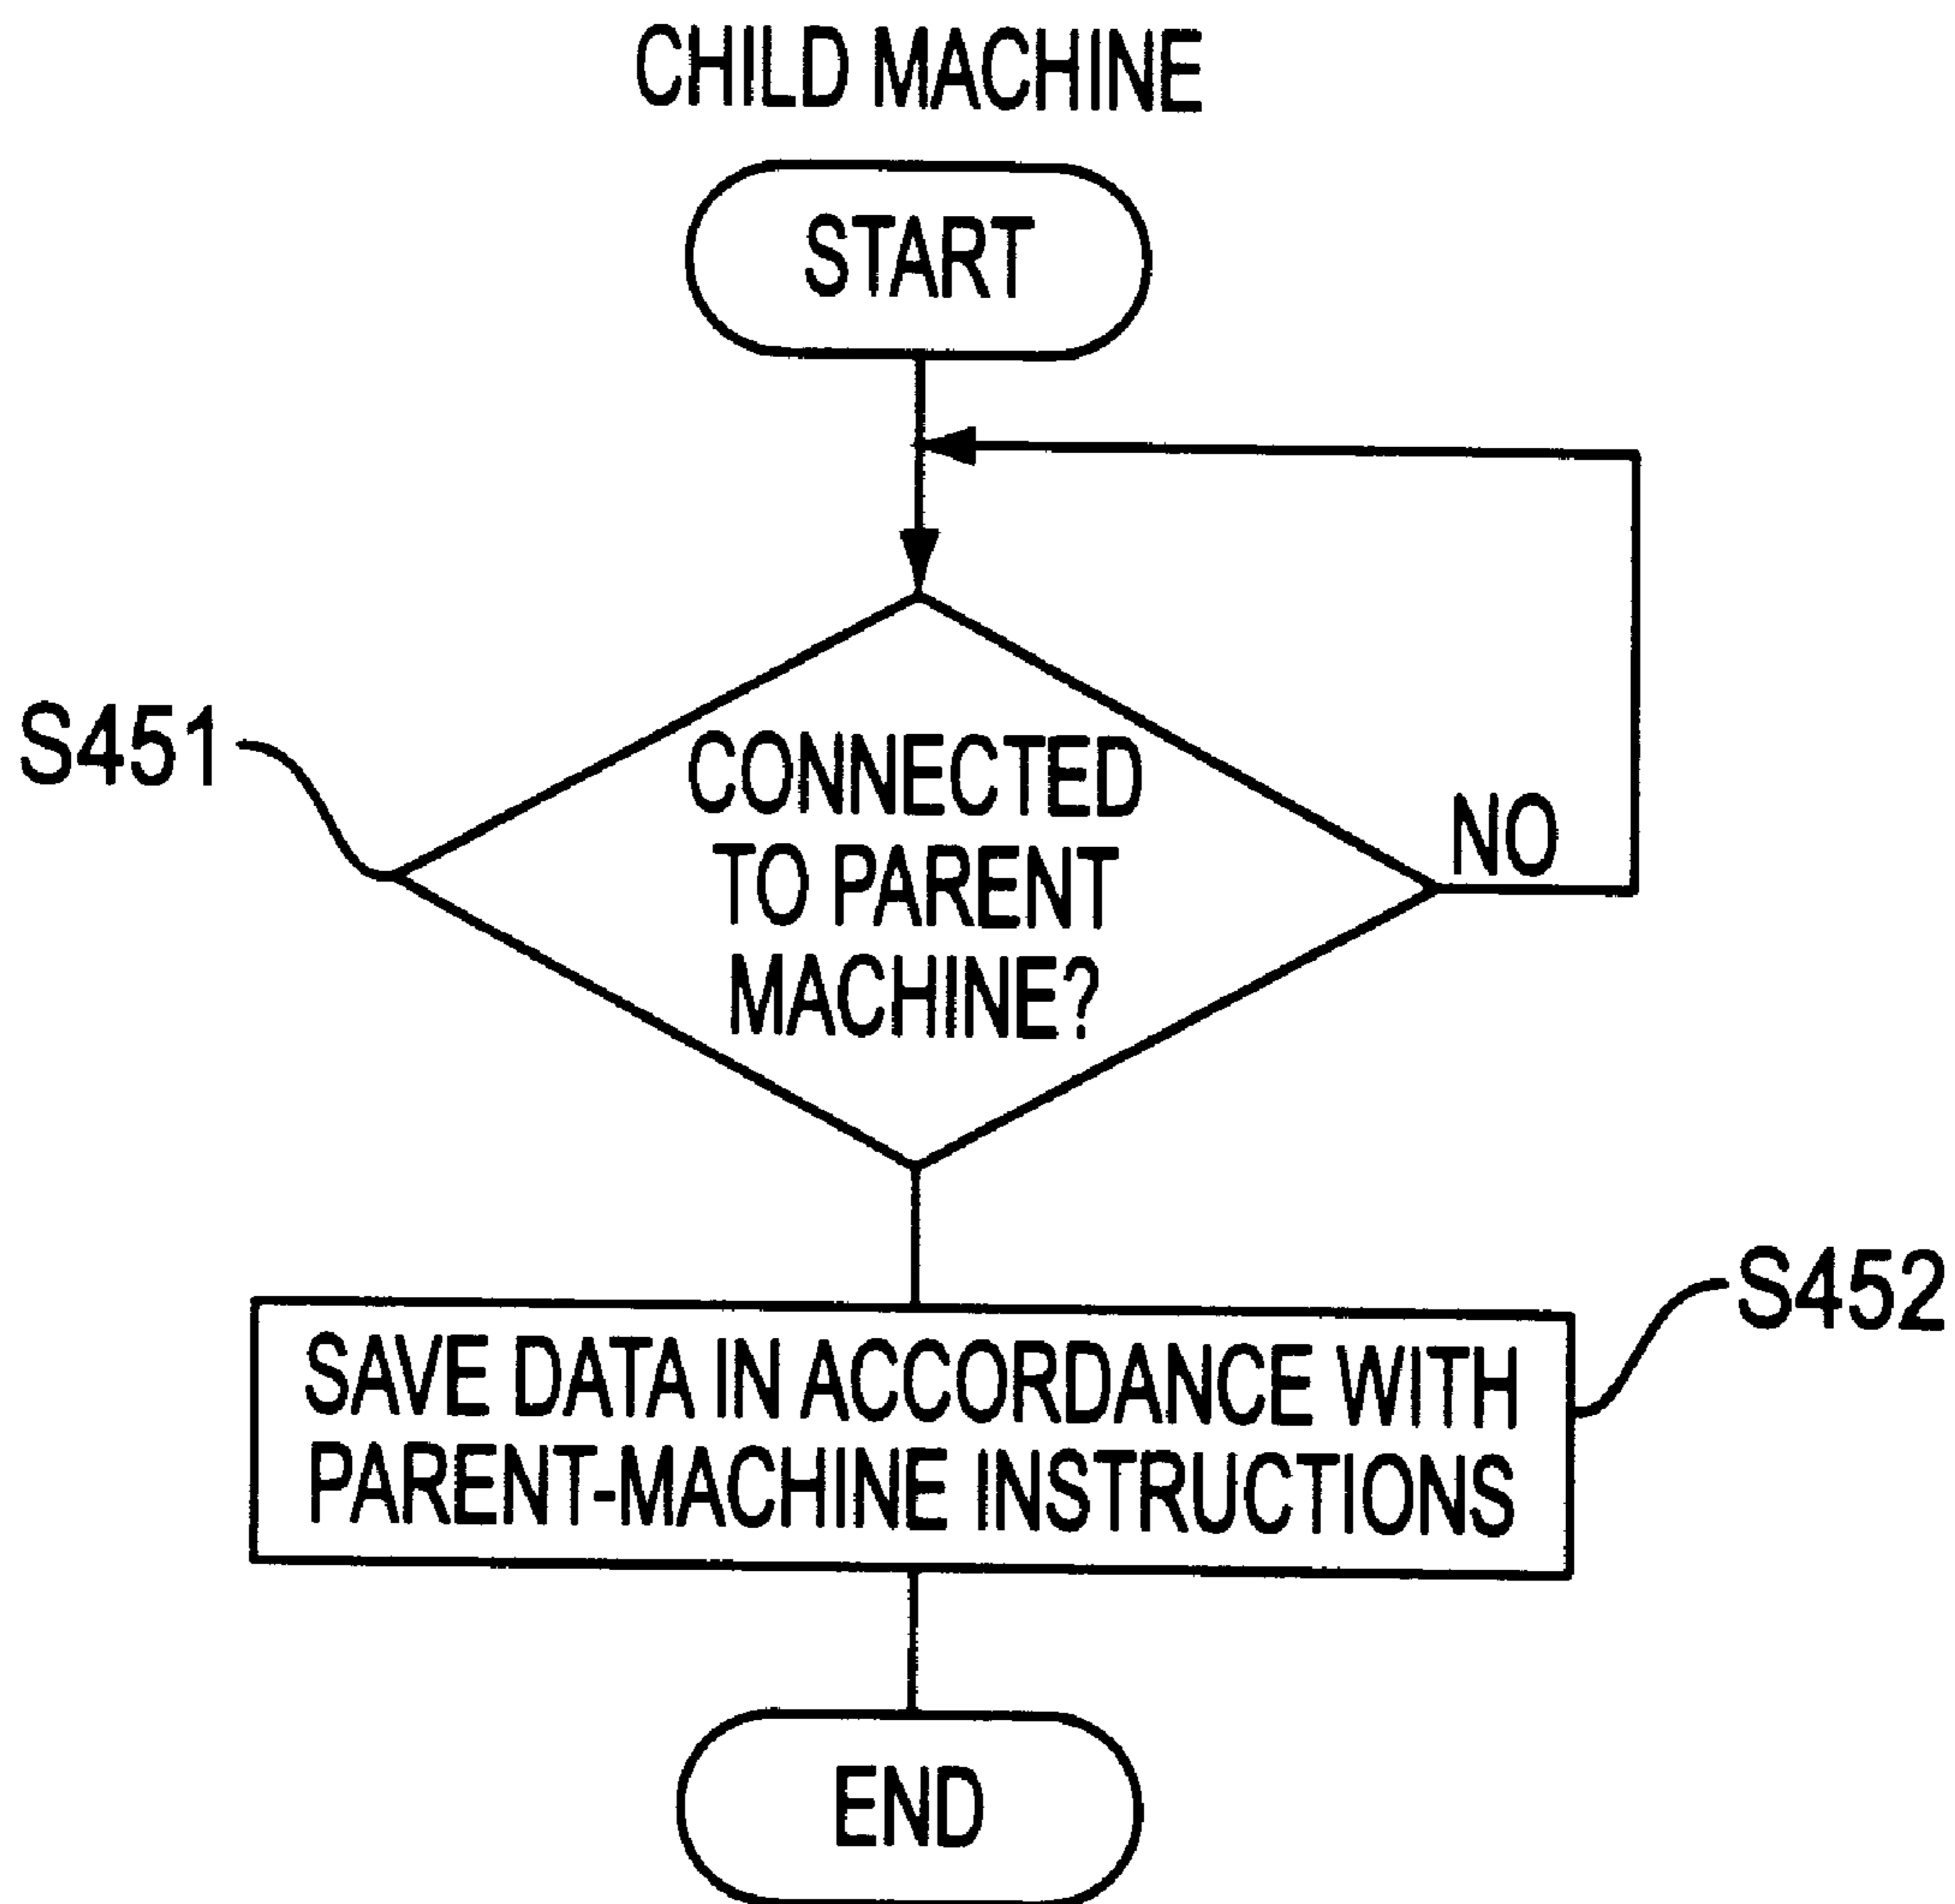 CHILD MACHINE
START
S451
CONNECTED
TO PARENT
MACHINE?
NO
S452
SAVE DATA IN ACCORDANCE WITH
PARENT-MACHINE INSTRUCTIONS
END